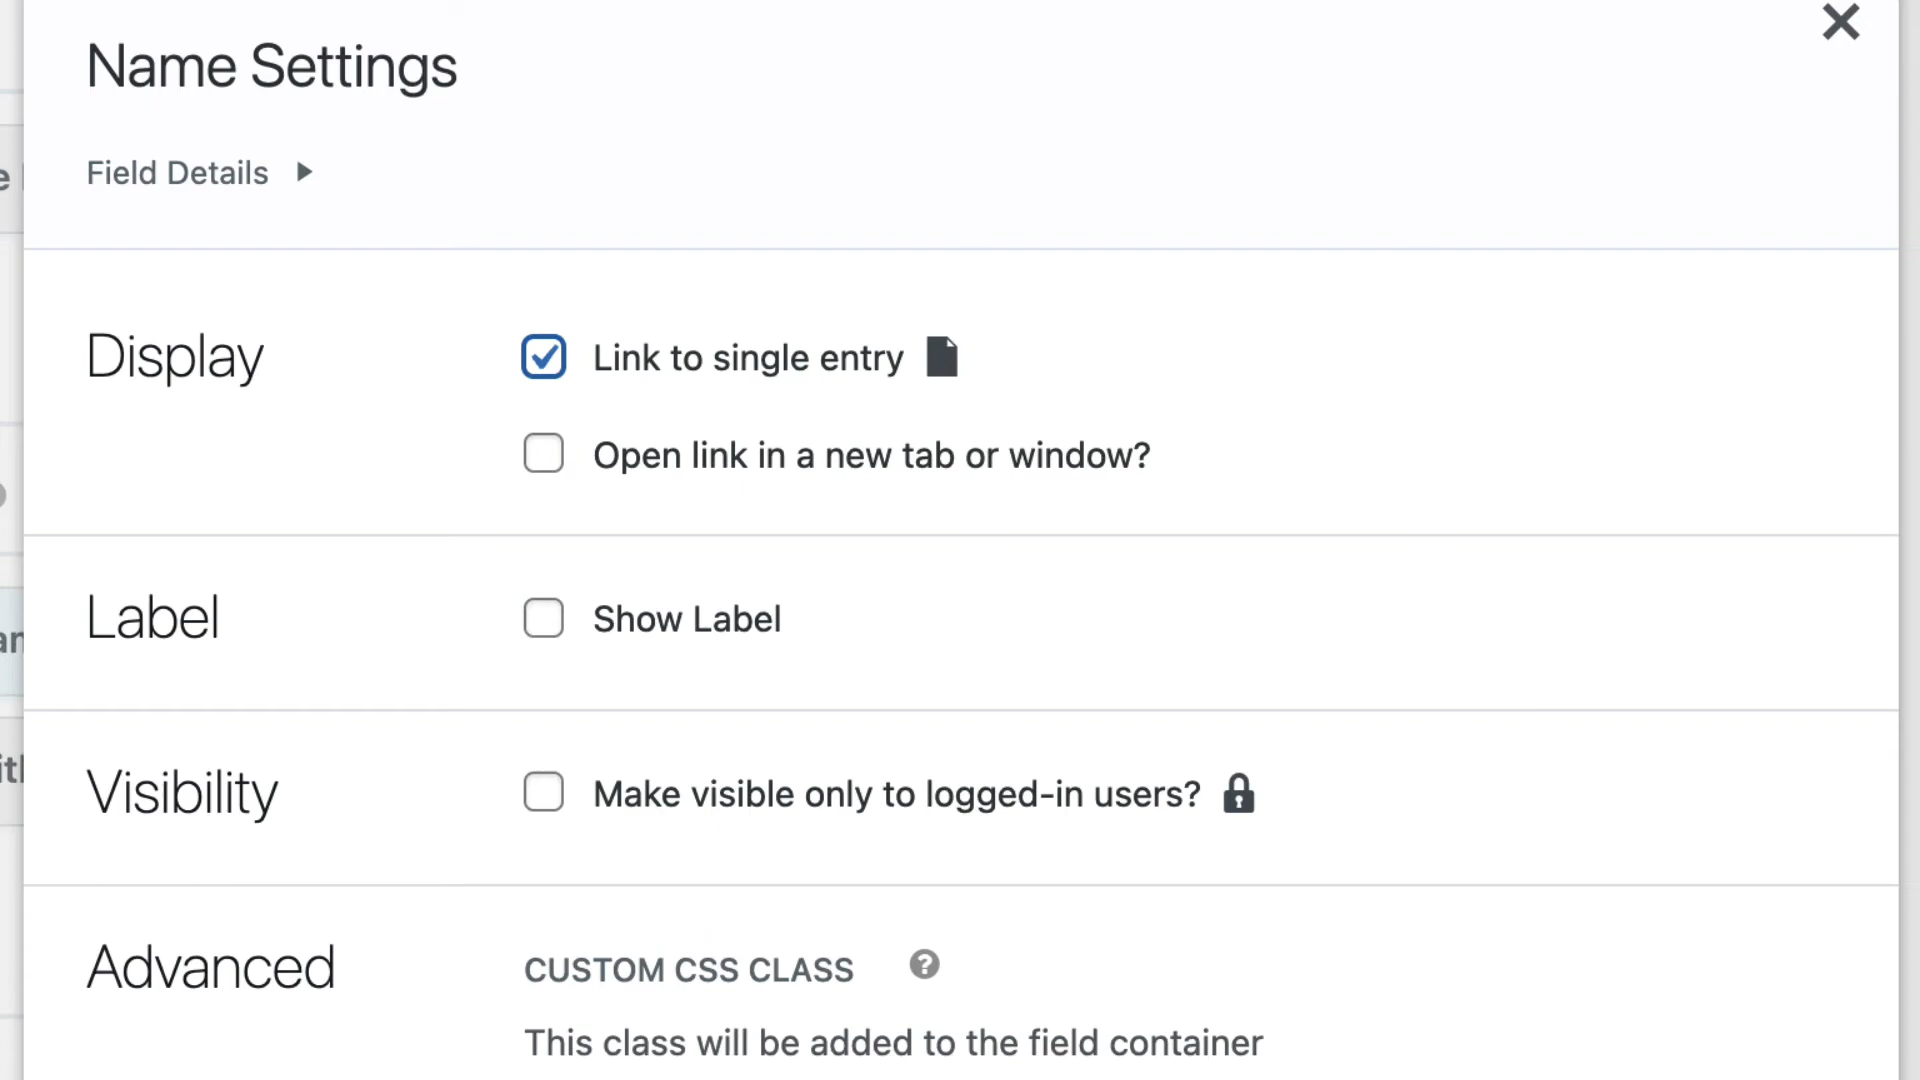 Name Settings
Field Details
Display
Link to single entry
Open link in a new tab or window?
Label
Show Label
Visibility
Make visible only to logged-in users?
Advanced
CUSTOM CSS CLASS
This class will be added to the field container